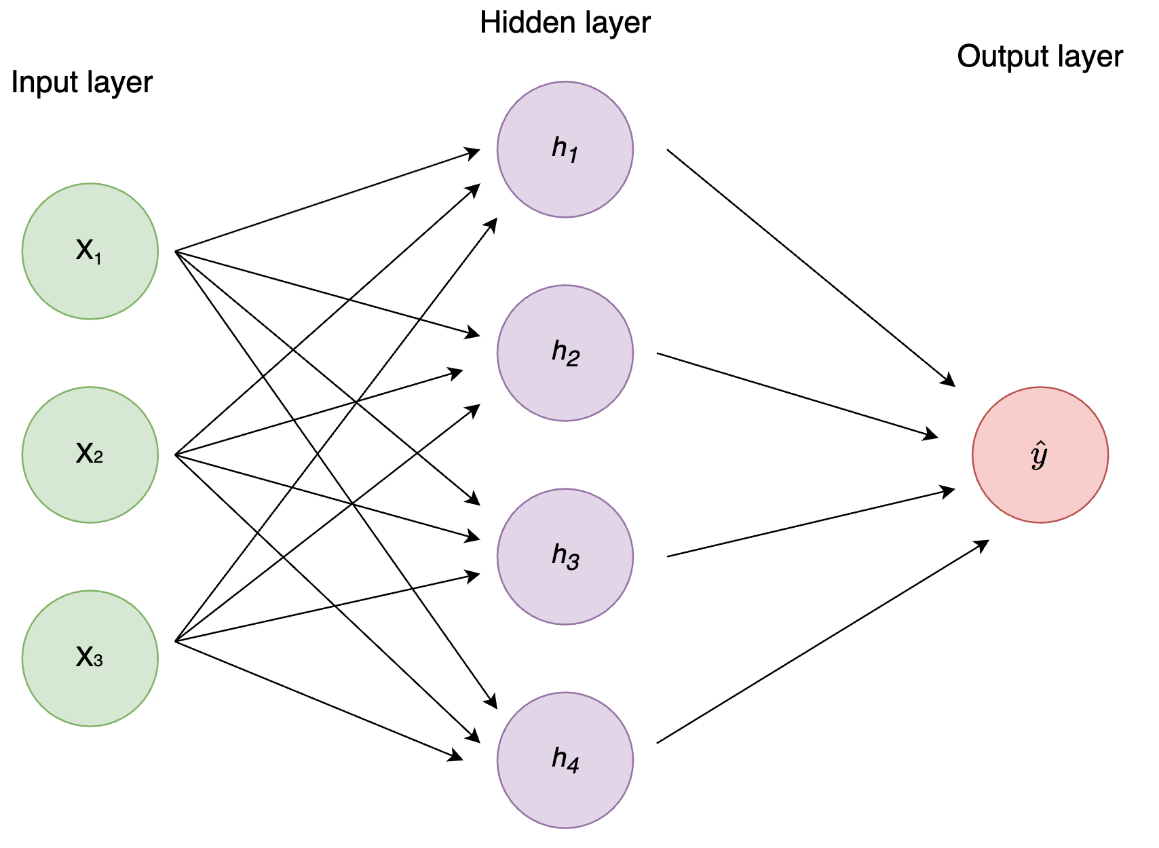 Hidden layer
Output layer
Input layer
h₁
X₁
h₂
X₂
ŷ
h₃
X₃
h₄